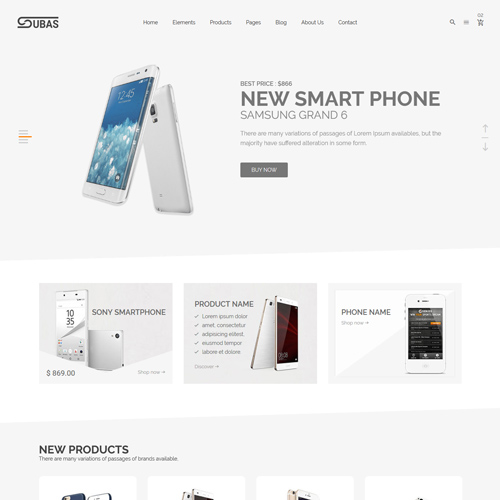 SUBAS
Home Elements Products Pages Blog About Us Contact
02
BEST PRICE : $866
NEW SMART PHONE
SAMSUNG GRAND 6
There are many variations of passages of Lorem Ipsum availables, but the
majority have suffered alteration in some form.
BUY NOW
SONY SMARTPHONE
10
35
$ 869.00
Shop now
PRODUCT NAME
Lorem ipsum dolor
amet, consectetur
adipisicing elitest,
eiusmod tempor
labore et dolore.
Discover
PHONE NAME
Shop now
NEW PRODUCTS
There are many variations of passages of brands available.